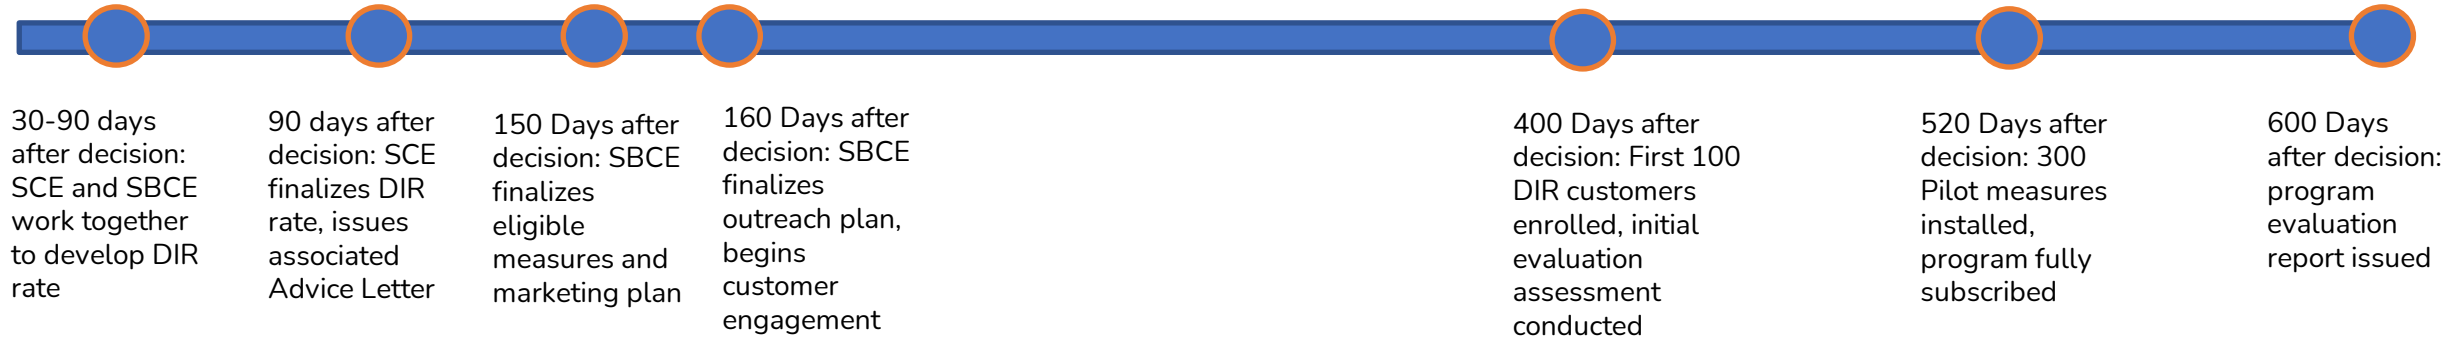 30-90 days
after decision:
SCE and SBCE
work together
to develop DIR
rate
90 days after
decision: SCE
finalizes DIR
rate, issues
associated
Advice Letter
150 Days after
decision: SBCE
finalizes
eligible
measures and
marketing plan
160 Days after
decision: SBCE
finalizes
outreach plan,
begins
customer
engagement
400 Days after
decision: First 100
DIR customers
enrolled, initial
evaluation
assessment
conducted
520 Days after
decision: 300
Pilot measures
installed,
program fully
subscribed
600 Days
after decision:
program
evaluation
report issued